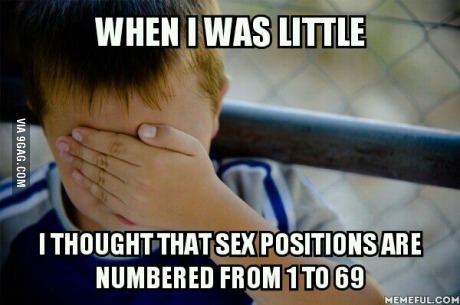 WHEN I WAS LITTLE
VIA 9GAG.COM
I THOUGHT THAT SEX POSITIONS ARE
NUMBERED FROM 1 TO 69
MEMEFUL.COM